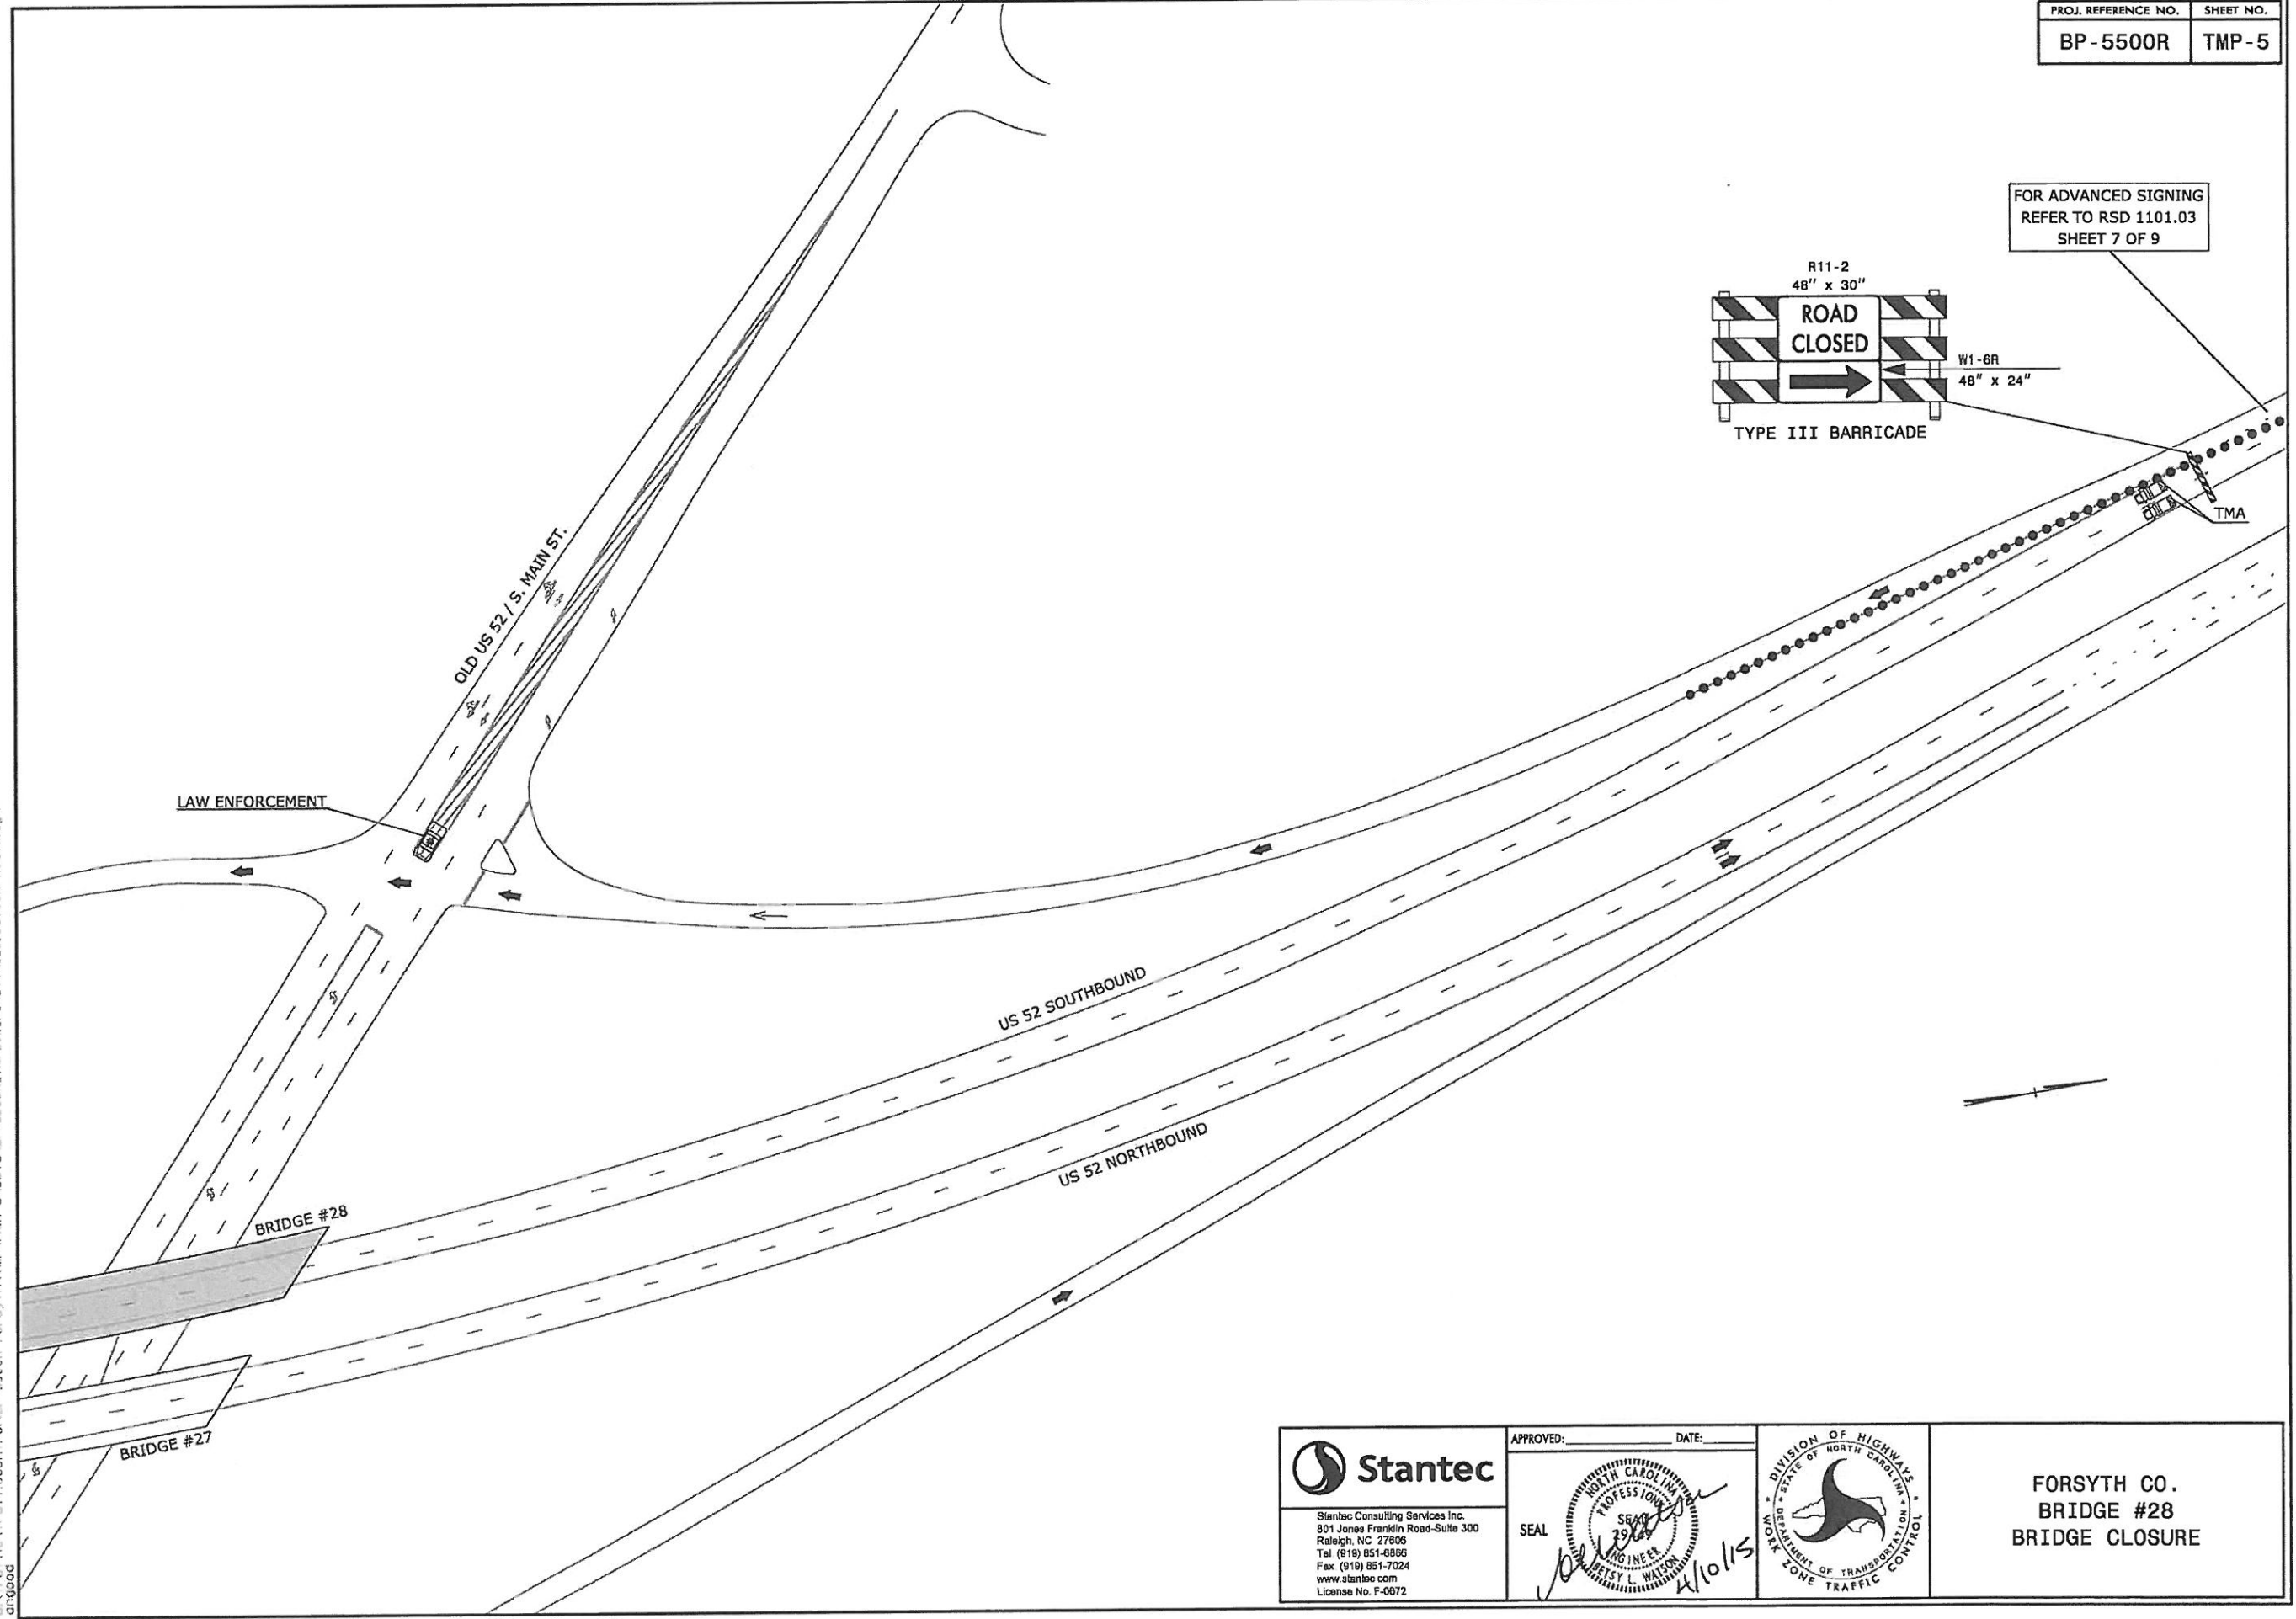 PROJ. REFERENCE NO. SHEET NO.
BP-5500R TMP-5
FOR ADVANCED SIGNING
REFER TO RSD 1101.03
SHEET 7 OF 9
R11-2
48" x 30"
ROAD
CLOSED
W1-6R
48" x 24"
TYPE III BARRICADE
TMA
OLD US 52 / S. MAIN ST.
LAW ENFORCEMENT
US 52 SOUTHBOUND
US 52 NORTHBOUND
BRIDGE #28
BRIDGE #27
Stantec
Stantec Consulting Services Inc.
801 Jones Franklin Road-Suite 300
Raleigh, NC 27606
Tel (919) 851-6866
Fax (919) 851-7024
www.stantec.com
License No. F-0672
APPROVED: DATE:
SEAL
NORTH CAROLINA
PROFESSIONAL
SEAL
ENGINEER
BETSY L. WATSON
4/10/15
DIVISION OF HIGHWAYS
STATE OF NORTH CAROLINA
DEPARTMENT OF TRANSPORTATION
WORK ZONE TRAFFIC CONTROL
FORSYTH CO.
BRIDGE #28
BRIDGE CLOSURE